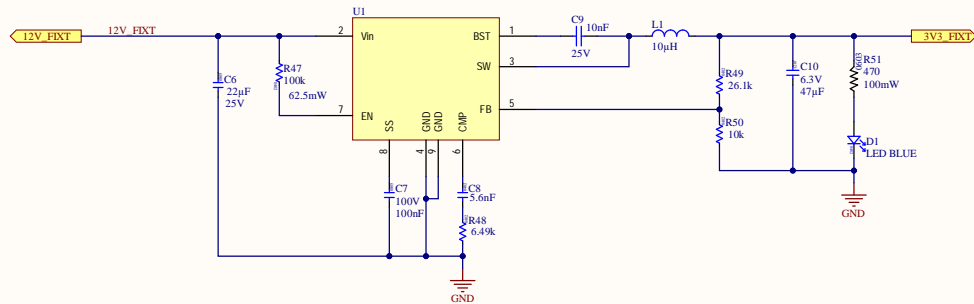 U1
12V_FIXT
12V_FIXT
2
Vin
BST
1
C9
10nF
25V
L1
10µH
3V3_FIXT
R47
100k
62.5mW
C6
22µF
25V
SW
3
R49
26.1k
C10
6.3V
47µF
0603
R51
470
100mW
7
EN
FB
5
R50
10k
D1
LED BLUE
SS
GND
GND
CMP
8
4
9
6
C7
100V
100nF
C8
5.6nF
R48
6.49k
GND
GND